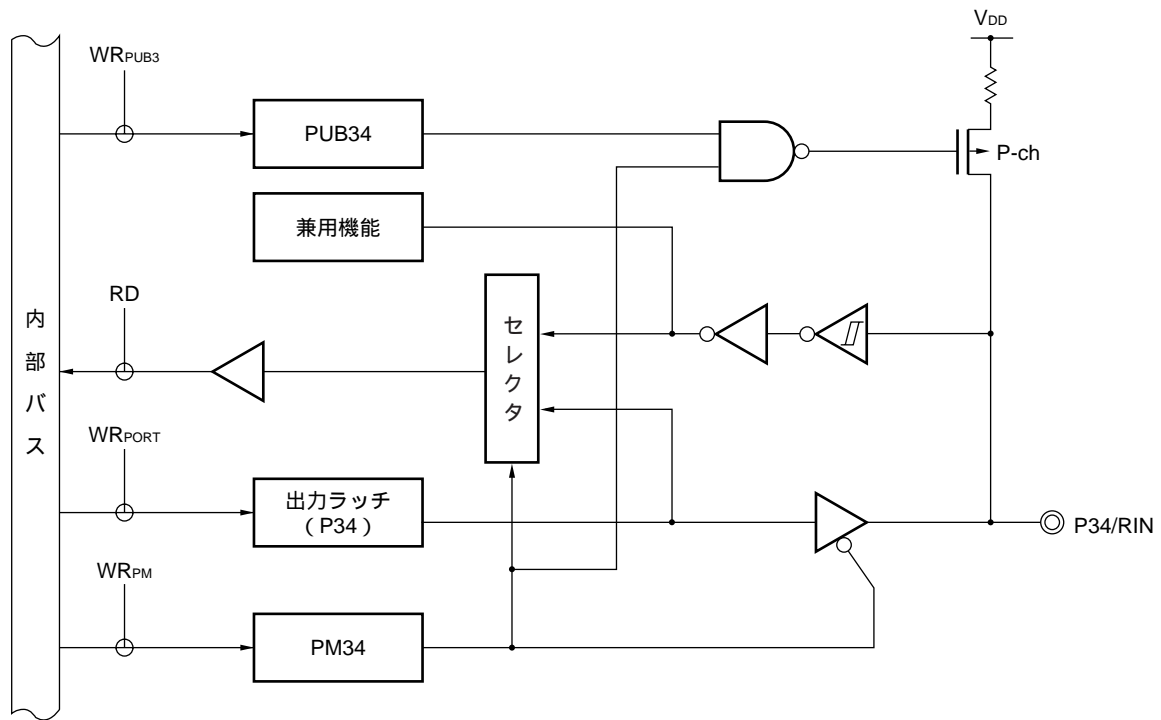 VDD
WRPUB3
PUB34
P-ch
兼用機能
RD
セレクタ
内部バス
WRPORT
出力ラッチ
(P34)
P34/RIN
WRPM
PM34